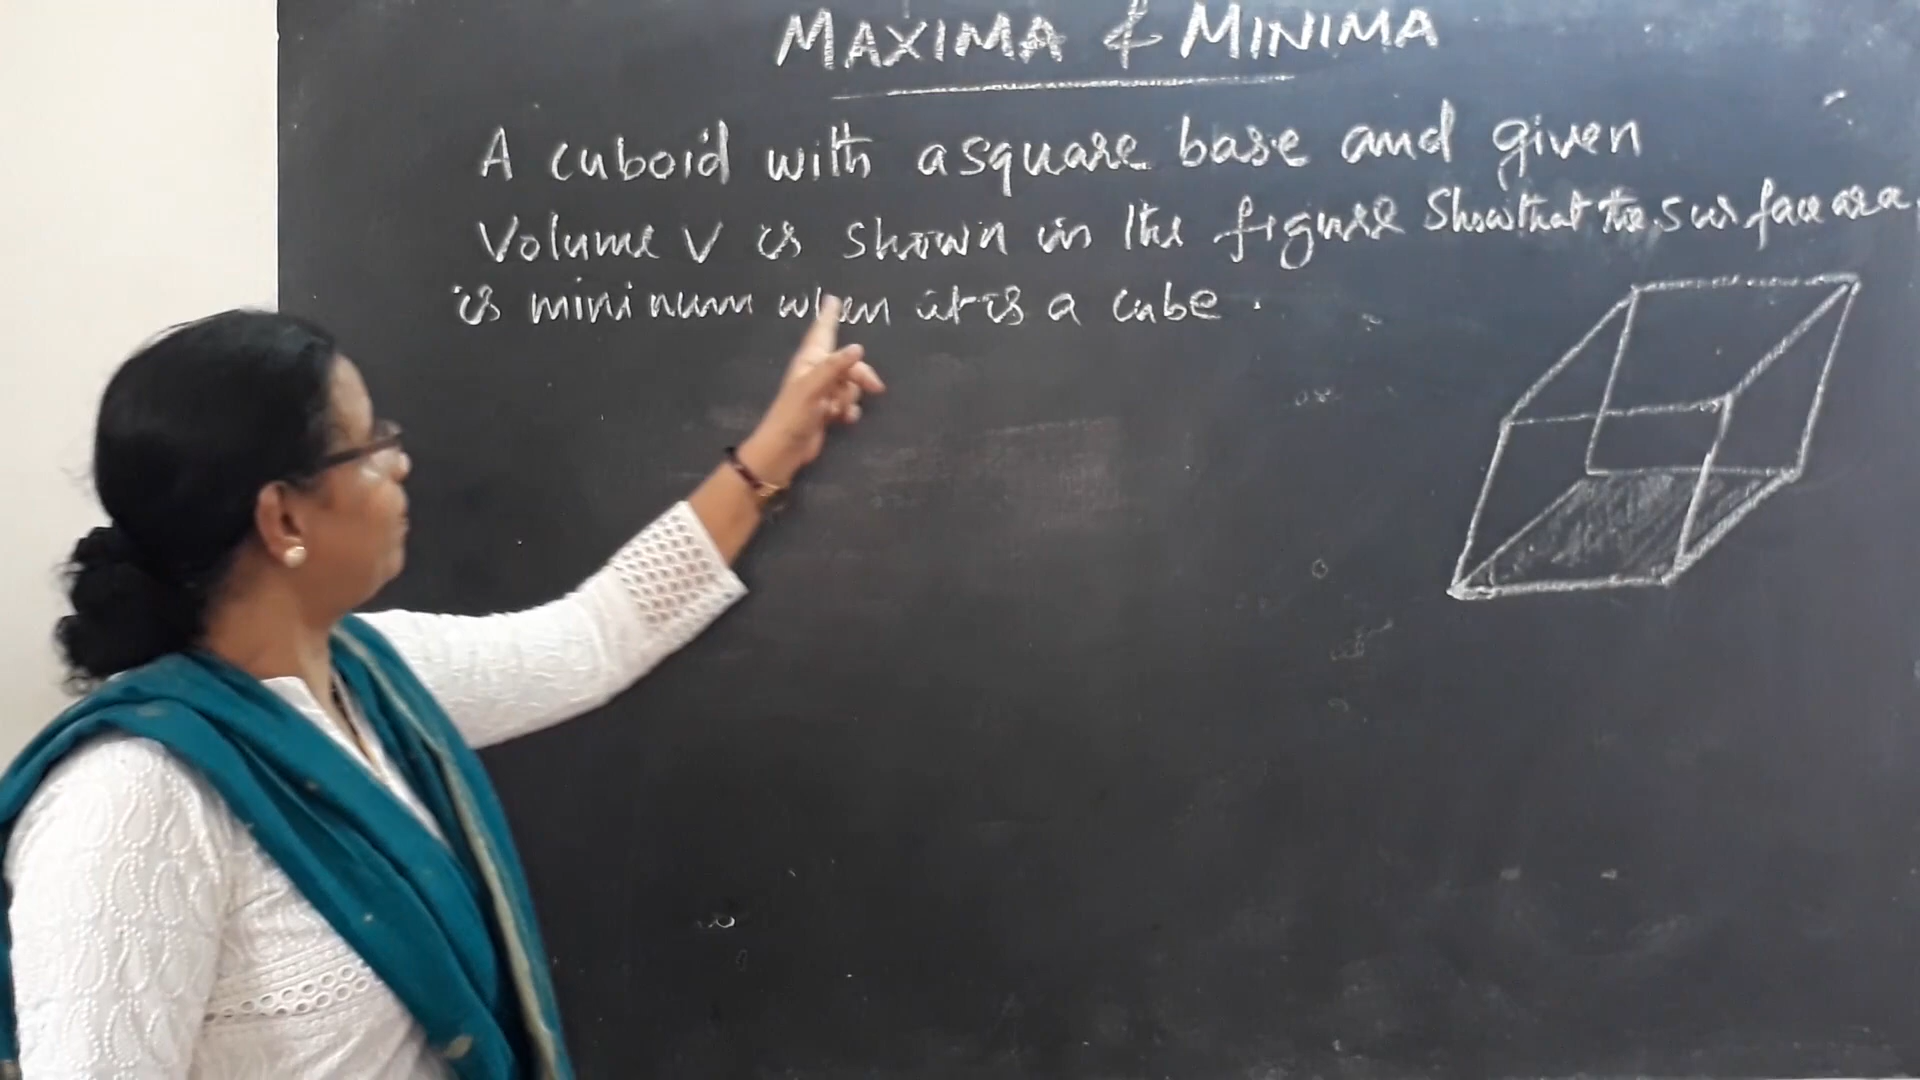 MAXIMA & MINIMA
A cuboid with a square base and given
Volume V is shown in the figure Show that the surface area
is mininum when it is a cube.